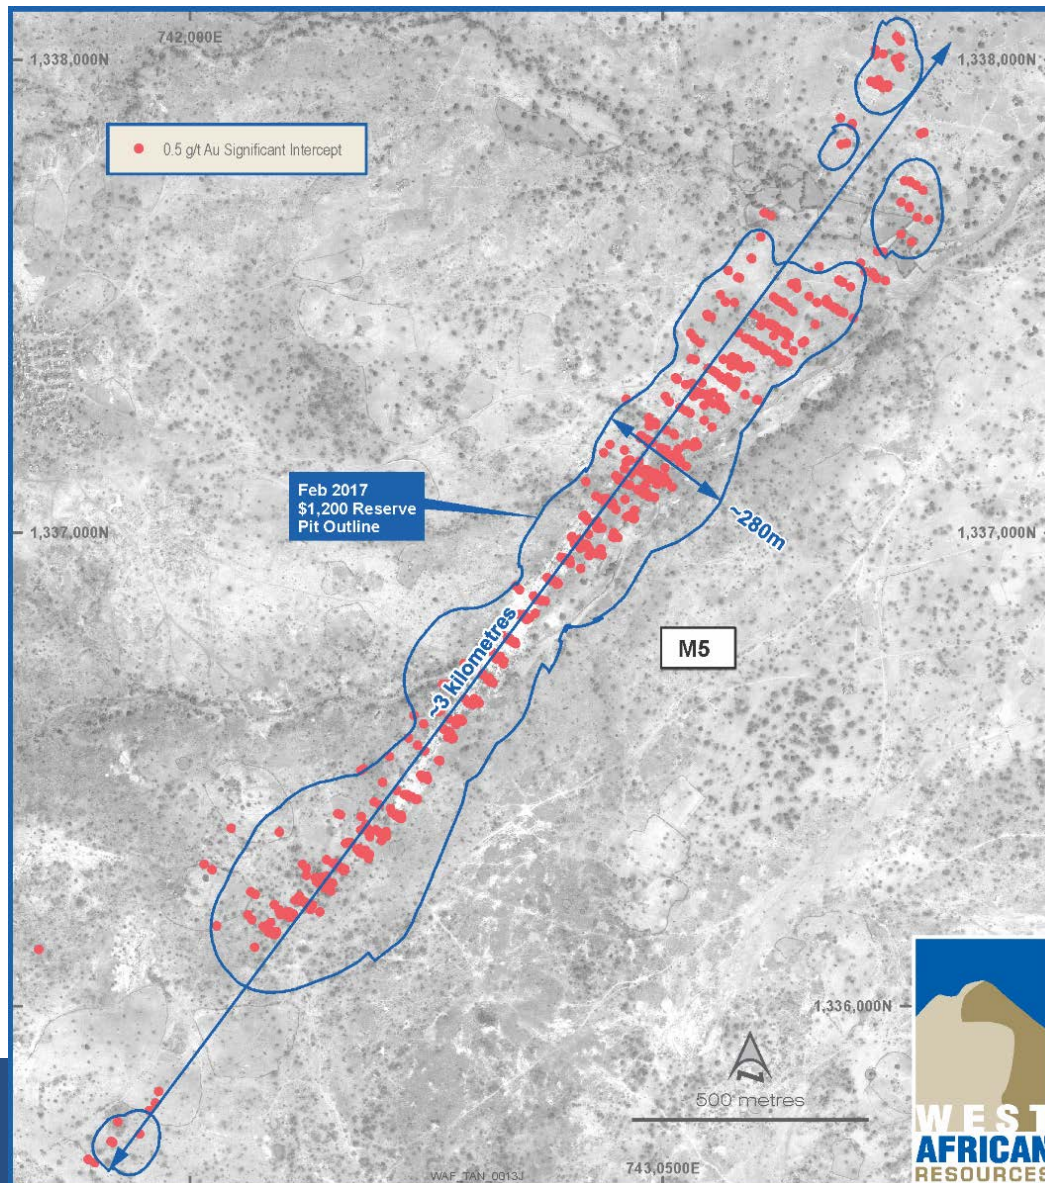 742,000E
1,338,000N
1,338,000N
0.5 g/t Au Significant Intercept
Feb 2017
$1,200 Reserve
Pit Outline
1,337,000N
1,337,000N
~280m
~3 kilometres
M5
1,336,000N
N
500 metres
743,0500E
WAF_TAN_0013J
WEST
AFRICAN
RESOURCES